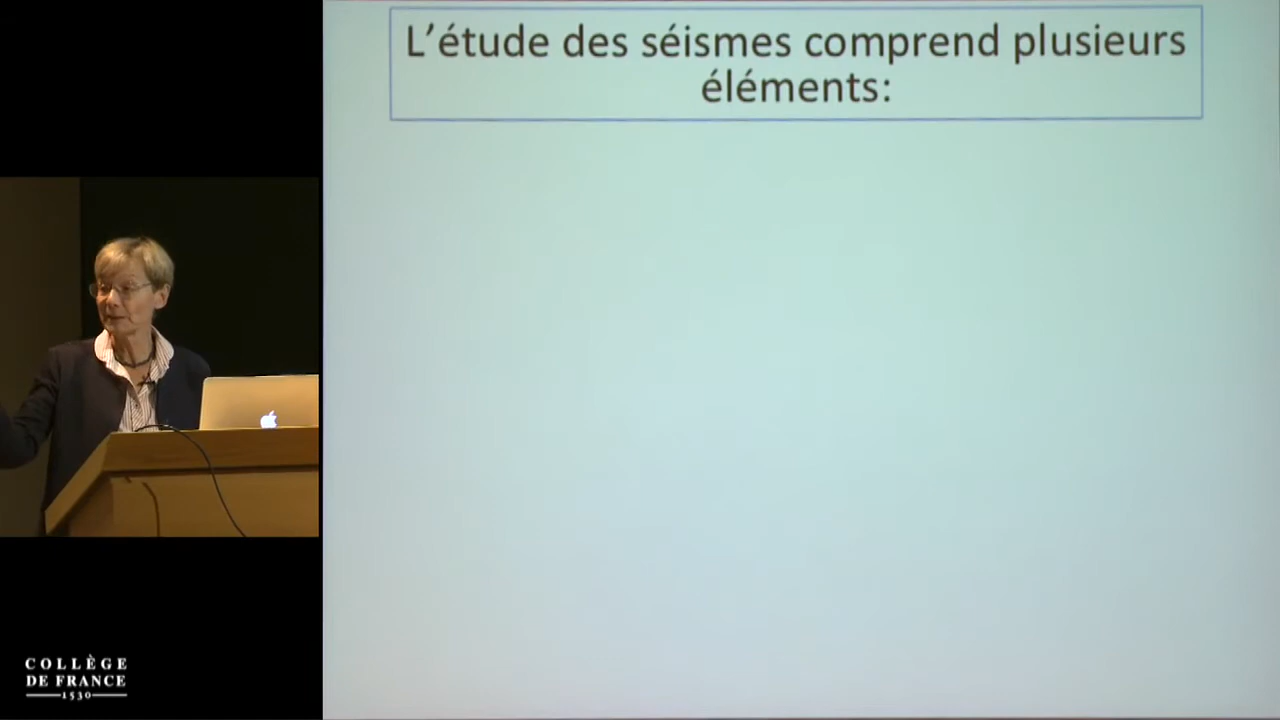 L'étude des séismes comprend plusieurs
éléments:
COLLÈGE
DE FRANCE
1530